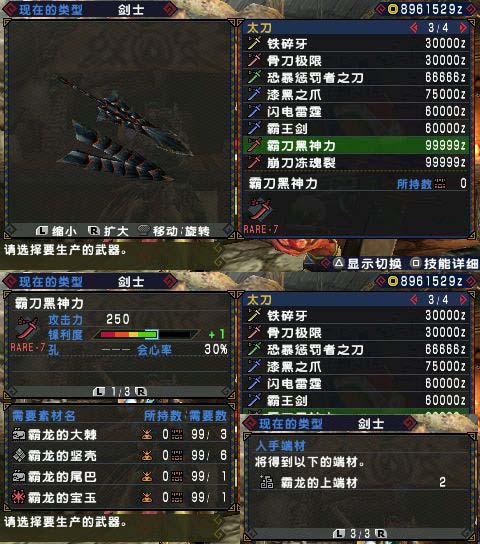 现在的类型 剑士
8961529z
太刀 3/4
铁碎牙 30000z
骨刀极限 30000z
恐暴惩罚者之刀 66666z
漆黑之爪 75000z
闪电雷霆 60000z
霸王剑 60000z
霸刀黑神力 99999z
崩刀冻魂裂 99999z
霸刀黑神力 所持数 0
RARE-7
L 缩小 R 扩大 移动/旋转
请选择要生产的武器。
△显示切换 □技能详细
现在的类型 剑士
8961529z
霸刀黑神力
攻击力 250
锋利度 +1
RARE-7
孔 --- 会心率 30%
L 1/3 R
需要素材名 所持数/需要数
霸龙的大棘 0 99/ 3
霸龙的坚壳 0 99/ 6
霸龙的尾巴 0 99/ 1
霸龙的宝玉 0 99/ 1
请选择要生产的武器。
太刀 3/4
铁碎牙 30000z
骨刀极限 30000z
恐暴惩罚者之刀 66666z
漆黑之爪 75000z
闪电雷霆 60000z
霸王剑 60000z
现在的类型 剑士
入手端材
将得到以下的端材。
霸龙的上端材 2
L 3/3 R